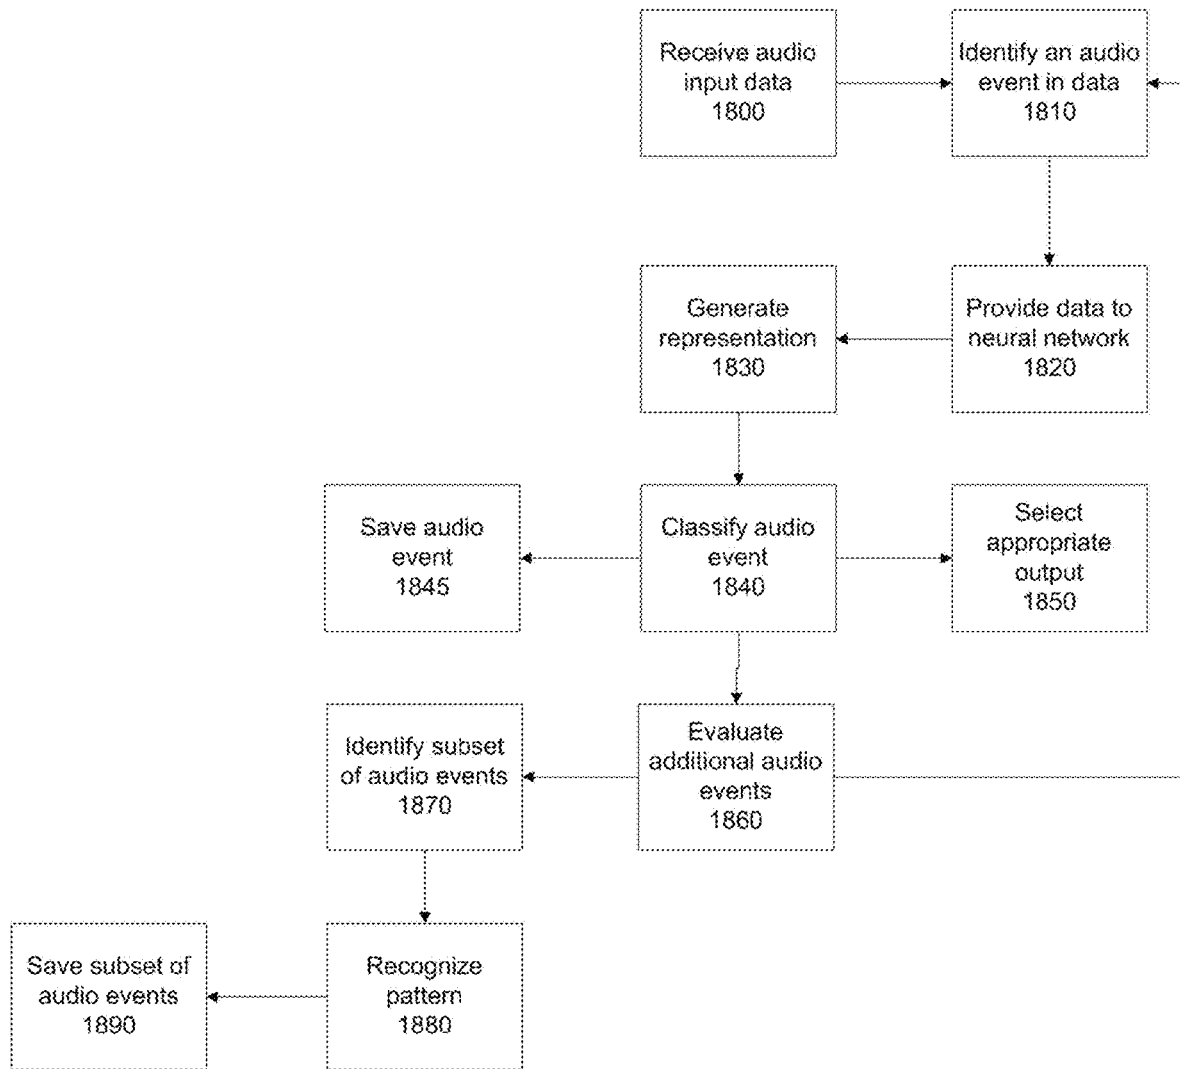 Receive audio
input data
1800
Identify an audio
event in data
1810
Generate
representation
1830
Provide data to
neural network
1820
Save audio
event
1845
Classify audio
event
1840
Select
appropriate
output
1850
Identify subset
of audio events
1870
Evaluate
additional audio
events
1860
Save subset of
audio events
1890
Recognize
pattern
1880